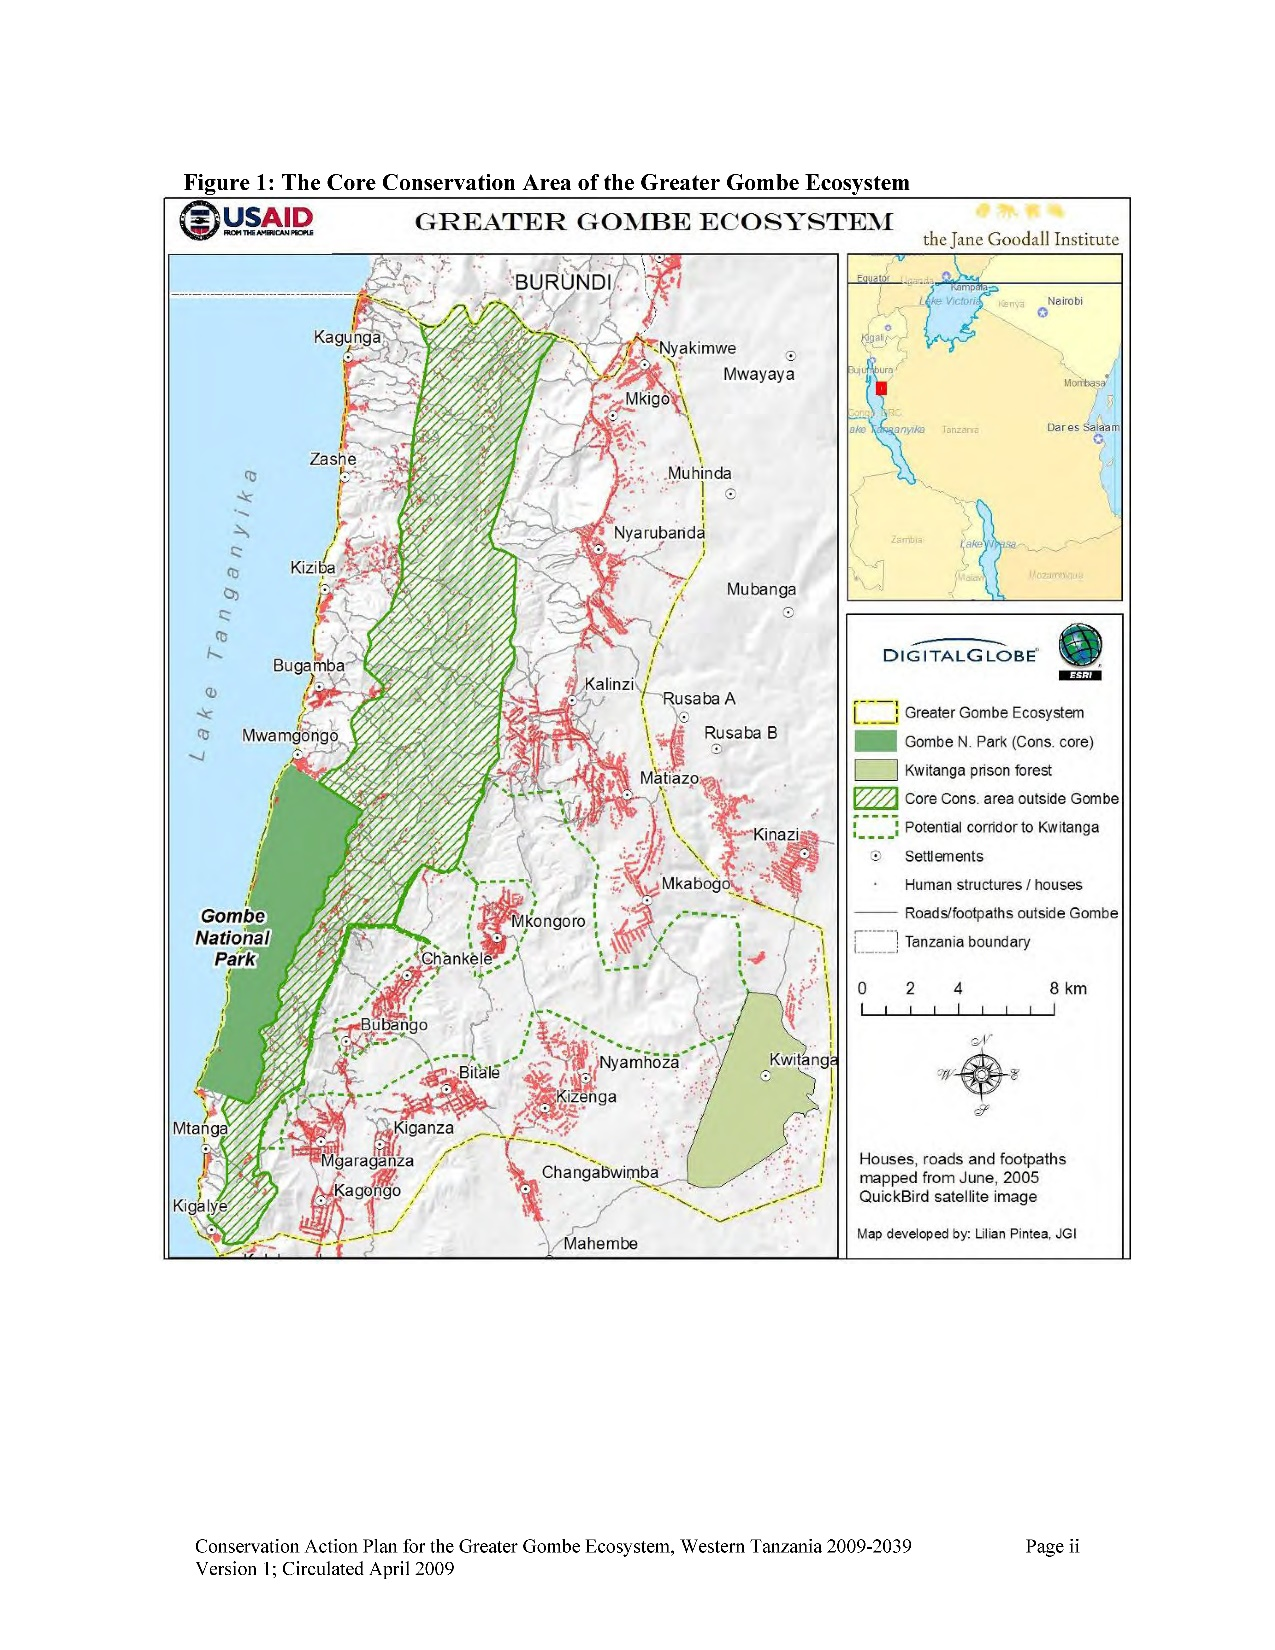 Figure 1: The Core Conservation Area of the Greater Gombe Ecosystem
USAID
FROM THE AMERICAN PEOPLE
GREATER GOMBE ECOSYSTEM
the Jane Goodall Institute
BURUNDI
Kagunga
Nyakimwe
Mwayaya
Mkigo
Zashe
Muhinda
Nyarubanda
Kiziba
Mubanga
Lake Tanganyika
Bugamba
Kalinzi
Rusaba A
Mwamgongo
Rusaba B
Matiazo
Kinazi
Mkabogo
Gombe
National
Park
Mkongoro
Chankele
Bubango
Nyamhoza
Kwitanga
Bitale
Kizenga
Mtanga
Kiganza
Mgaraganza
Changabwimba
Kagongo
Kigalye
Mahembe
Equator
Uganda
Kampala
Lake Victoria
Kenya
Nairobi
Kigali
Bujumbura
Mombasa
Congo DRC
ake Tanganyika
Tanzania
Dar es Salaam
Zambia
Lake Nyasa
Malawi
Mozambique
DIGITALGLOBE
ESRI
Greater Gombe Ecosystem
Gombe N. Park (Cons. core)
Kwitanga prison forest
Core Cons. area outside Gombe
Potential corridor to Kwitanga
Settlements
Human structures / houses
Roads/footpaths outside Gombe
Tanzania boundary
0 2 4 8 km
N
W E
S
Houses, roads and footpaths
mapped from June, 2005
QuickBird satellite image
Map developed by: Lilian Pintea, JGI
Conservation Action Plan for the Greater Gombe Ecosystem, Western Tanzania 2009-2039 Page ii
Version 1; Circulated April 2009